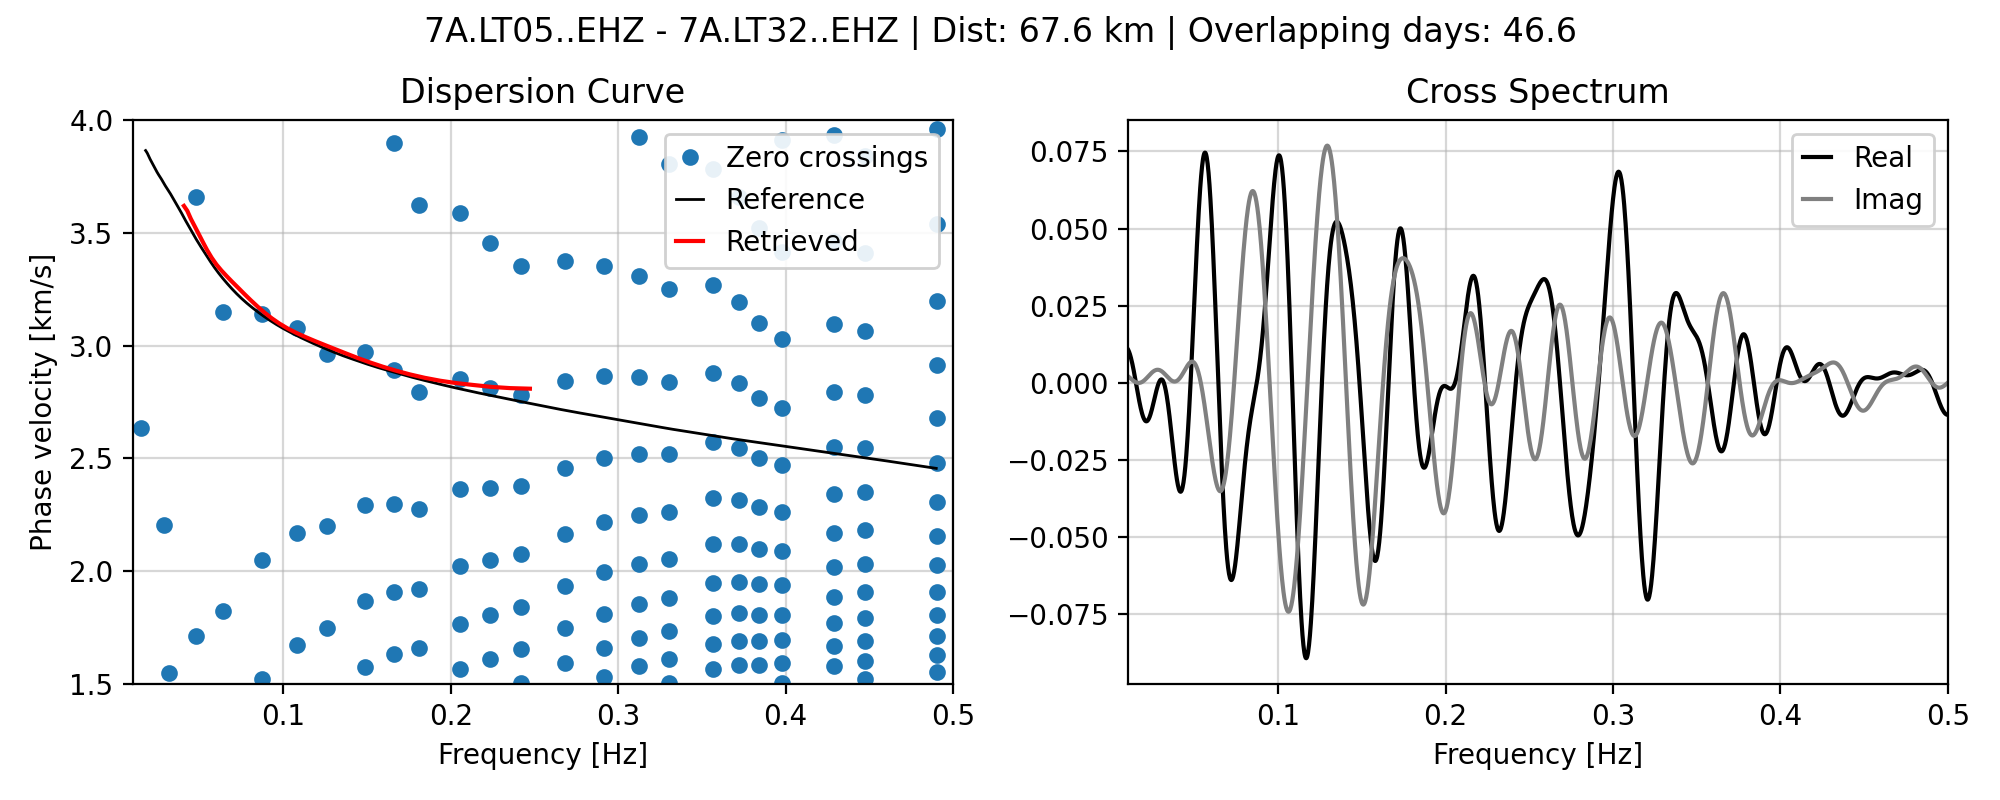 7A.LT05..EHZ - 7A.LT32..EHZ | Dist: 67.6 km | Overlapping days: 46.6
Dispersion Curve
4.0
3.5
3.0
2.5
2.0
1.5
Phase velocity [km/s]
Zero crossings
Reference
Retrieved
0.1 0.2 0.3 0.4 0.5
Frequency [Hz]
Cross Spectrum
0.075
0.050
0.025
0.000
−0.025
−0.050
−0.075
Real
Imag
0.1 0.2 0.3 0.4 0.5
Frequency [Hz]